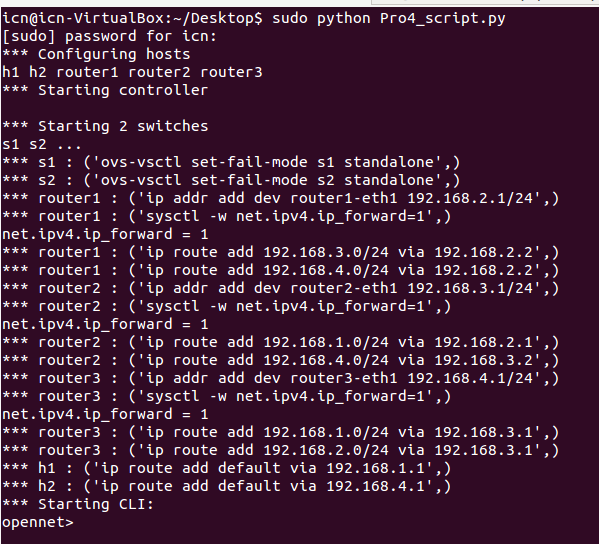 icn@icn-VirtualBox:~/Desktop$ sudo python Pro4_script.py
[sudo] password for icn:
*** Configuring hosts
h1 h2 router1 router2 router3
*** Starting controller

*** Starting 2 switches
s1 s2 ...
*** s1 : ('ovs-vsctl set-fail-mode s1 standalone',)
*** s2 : ('ovs-vsctl set-fail-mode s2 standalone',)
*** router1 : ('ip addr add dev router1-eth1 192.168.2.1/24',)
*** router1 : ('sysctl -w net.ipv4.ip_forward=1',)
net.ipv4.ip_forward = 1
*** router1 : ('ip route add 192.168.3.0/24 via 192.168.2.2',)
*** router1 : ('ip route add 192.168.4.0/24 via 192.168.2.2',)
*** router2 : ('ip addr add dev router2-eth1 192.168.3.1/24',)
*** router2 : ('sysctl -w net.ipv4.ip_forward=1',)
net.ipv4.ip_forward = 1
*** router2 : ('ip route add 192.168.1.0/24 via 192.168.2.1',)
*** router2 : ('ip route add 192.168.4.0/24 via 192.168.3.2',)
*** router3 : ('ip addr add dev router3-eth1 192.168.4.1/24',)
*** router3 : ('sysctl -w net.ipv4.ip_forward=1',)
net.ipv4.ip_forward = 1
*** router3 : ('ip route add 192.168.1.0/24 via 192.168.3.1',)
*** router3 : ('ip route add 192.168.2.0/24 via 192.168.3.1',)
*** h1 : ('ip route add default via 192.168.1.1',)
*** h2 : ('ip route add default via 192.168.4.1',)
*** Starting CLI:
opennet>